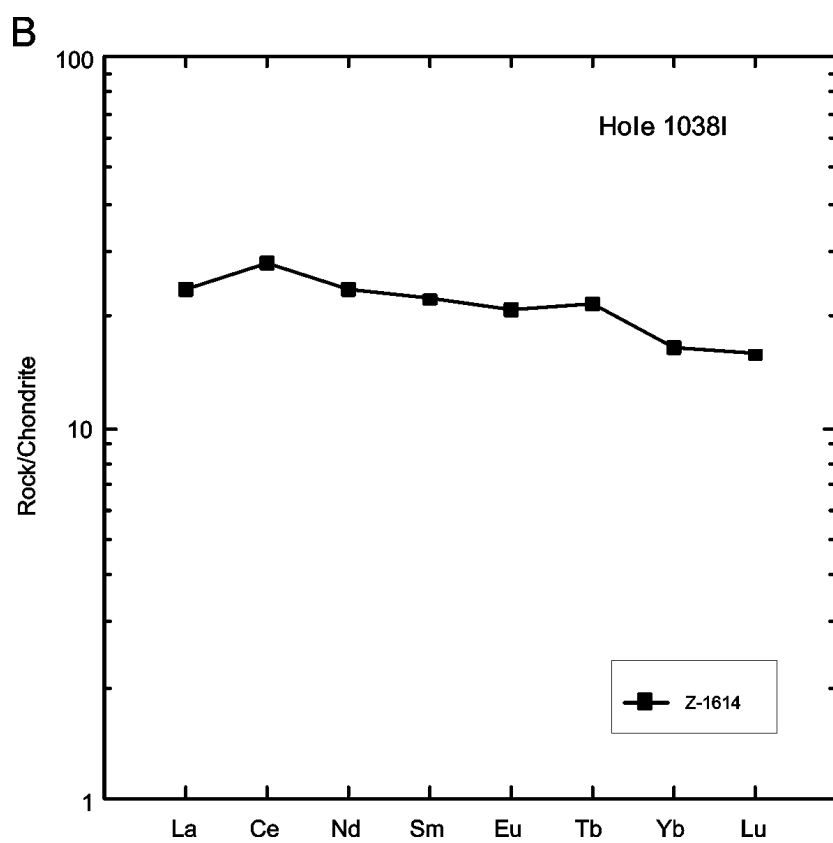 B
100
Hole 1038I
10
Rock/Chondrite
Z-1614
1
La Ce Nd Sm Eu Tb Yb Lu